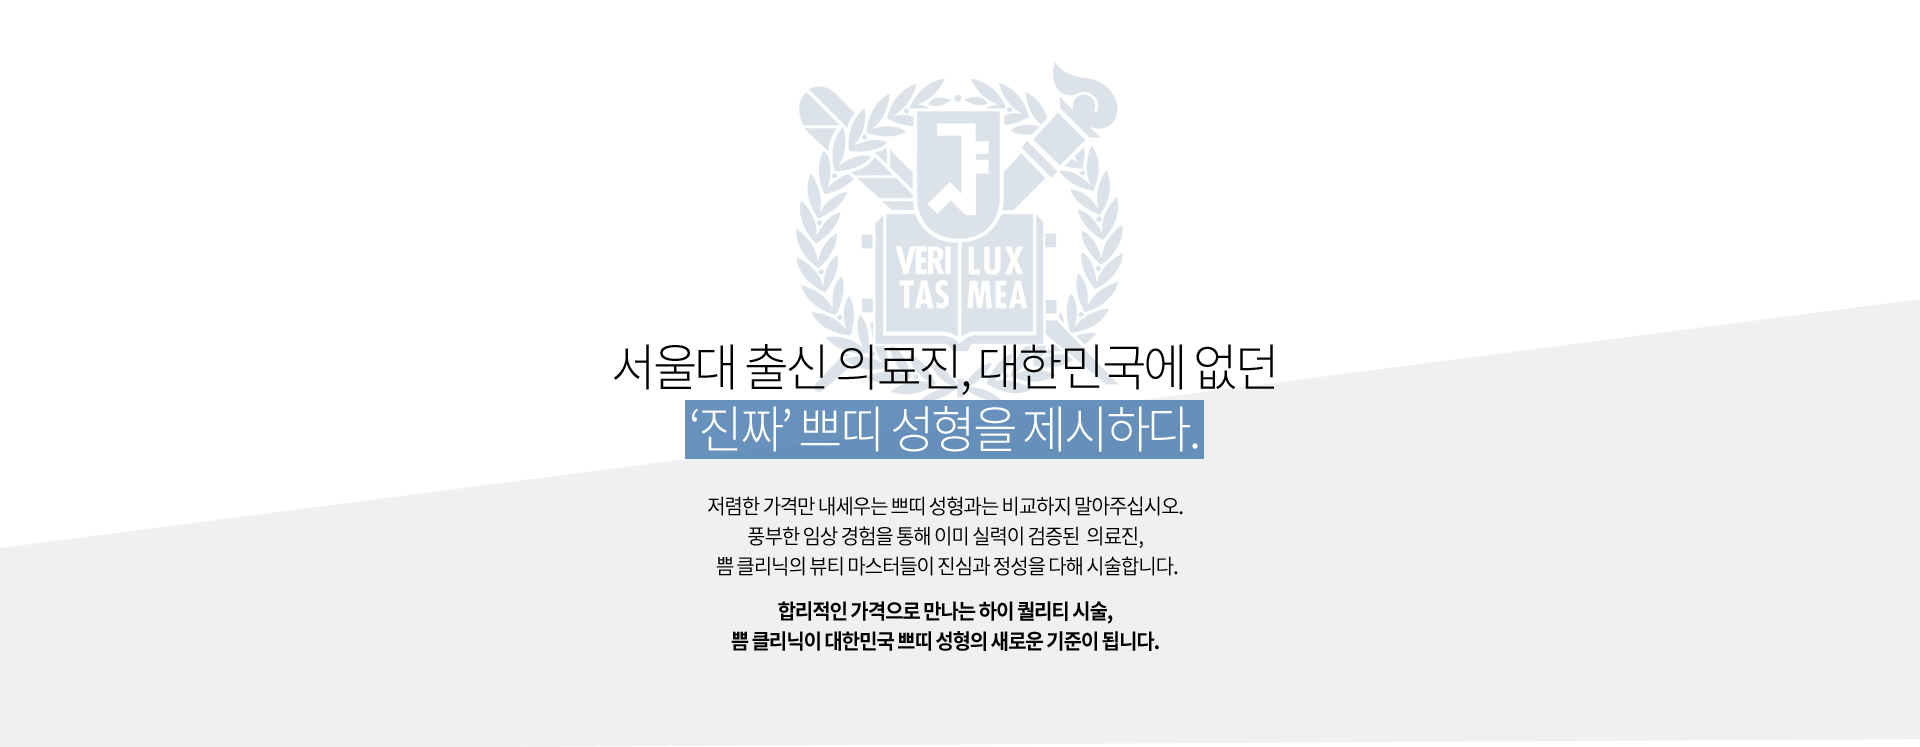 VERI LUX
TAS MEA
서울대 출신 의료진, 대한민국에 없던
‘진짜’ 쁘띠 성형을 제시하다.
저렴한 가격만 내세우는 쁘띠 성형과는 비교하지 말아주십시오.
풍부한 임상 경험을 통해 이미 실력이 검증된 의료진,
쁨 클리닉의 뷰티 마스터들이 진심과 정성을 다해 시술합니다.
합리적인 가격으로 만나는 하이 퀄리티 시술,
쁨 클리닉이 대한민국 쁘띠 성형의 새로운 기준이 됩니다.